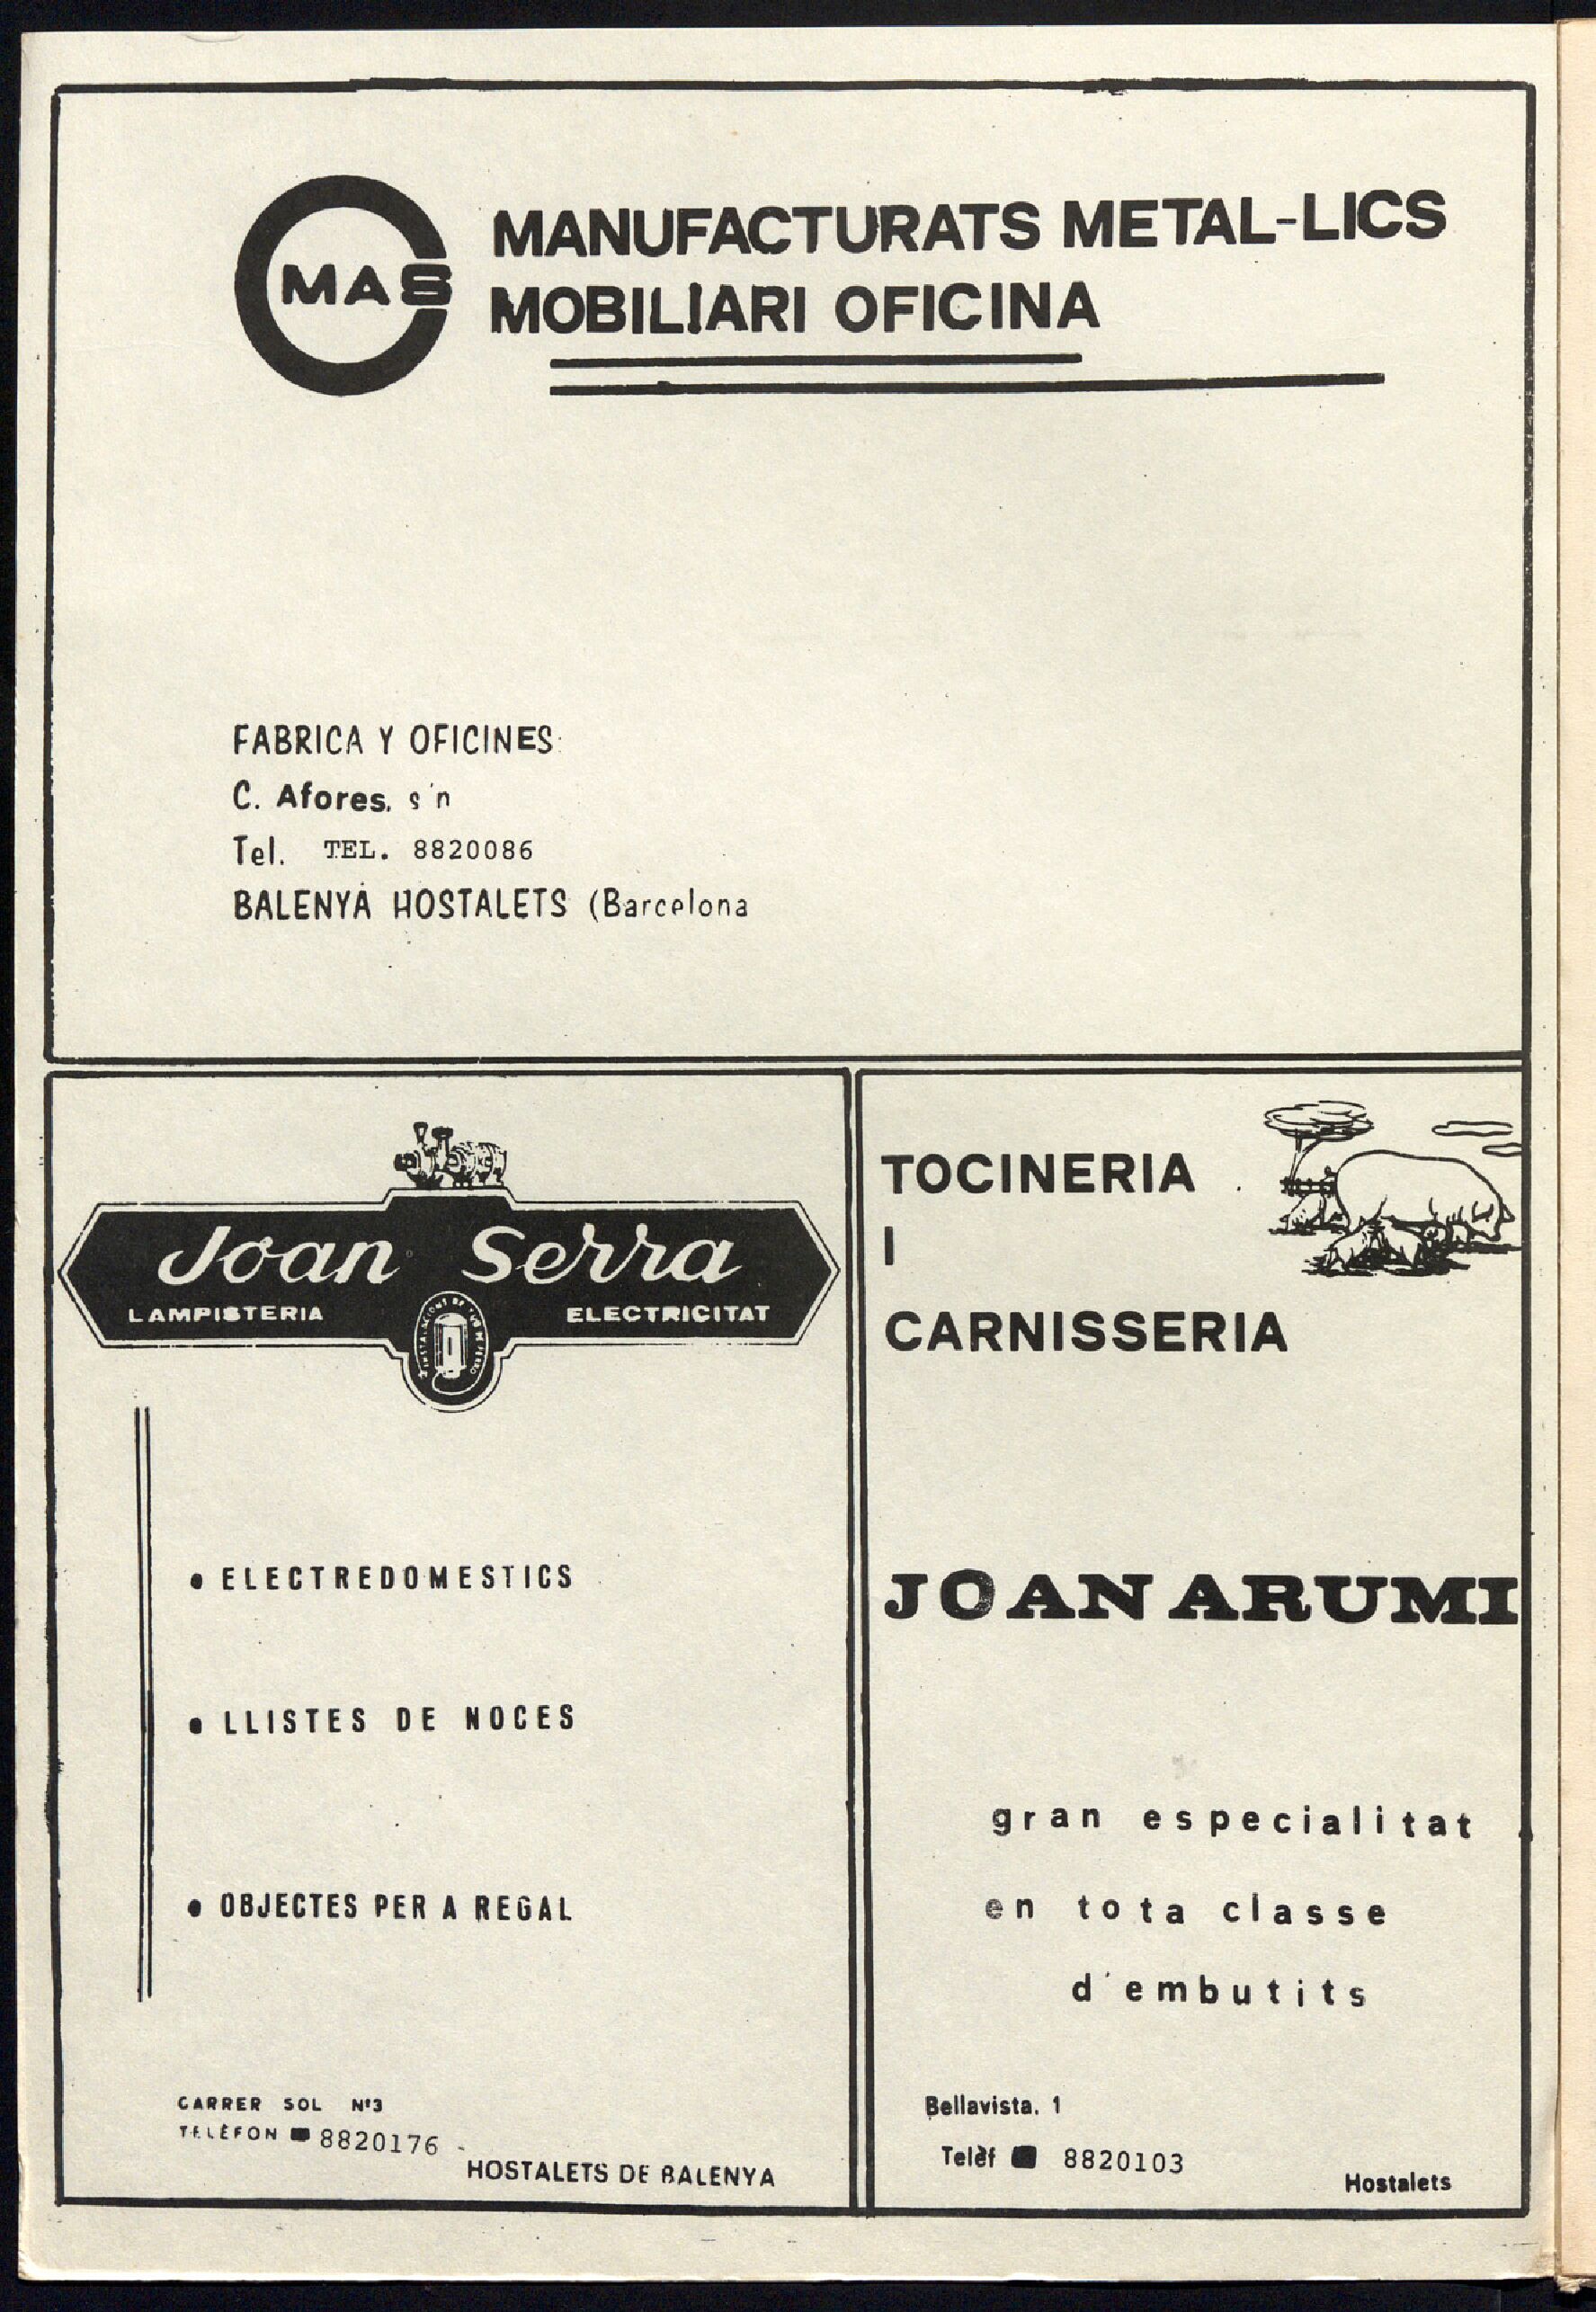 MAS
MANUFACTURATS METAL-LICS
MOBILIARI OFICINA
FABRICA Y OFICINES
C. Afores, s'n
Tel. TEL. 8820086
BALENYÁ HOSTALETS (Barcelona
Joan Serra
LAMPISTERIA
ELECTRICITAT
• ELECTREDOMESTICS
• LLISTES DE NOCES
• OBJECTES PER A REGAL
CARRER SOL Nº3
TELÈFON 8820176
HOSTALETS DE BALENYA
TOCINERIA
I
CARNISSERIA
JOAN ARUMI
gran especialitat
en tota classe
d'embutits
Bellavista, 1
Telèf 8820103
Hostalets